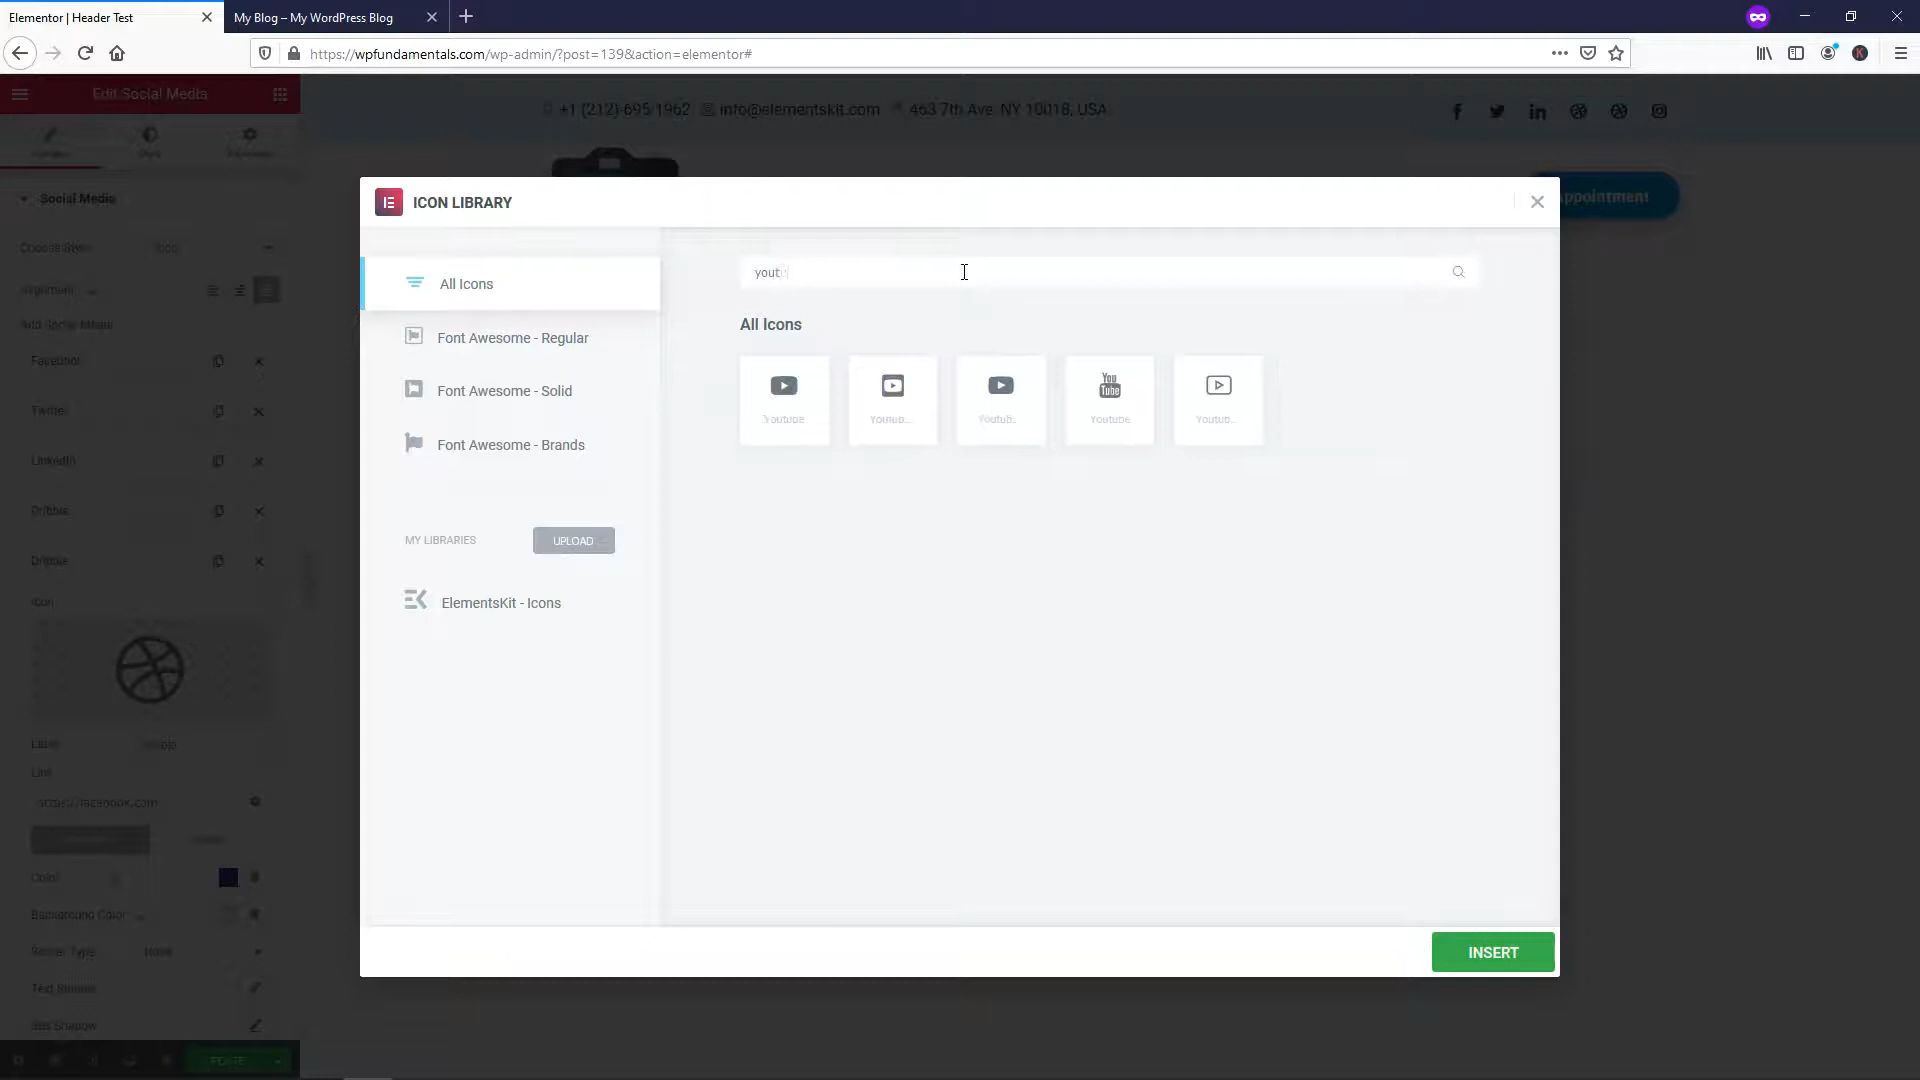 Elementor | Header Test
My Blog – My WordPress Blog
https://wpfundamentals.com/wp-admin/?post=139&action=elementor#
Edit Social Media
+1 (212)-695-1962
info@elementskit.com
463 7th Ave, NY 10018, USA
Appointment
Social Media
Alignment
Add Social Media
Facebook
Twitter
LinkedIn
Dribble
Dribble
Icon
Label
Link
https://facebook.com
Color
Background Color
Border Type
None
Text Shadow
Box Shadow
ICON LIBRARY
All Icons
Font Awesome - Regular
Font Awesome - Solid
Font Awesome - Brands
MY LIBRARIES
UPLOAD
ElementsKit - Icons
yout
All Icons
Youtube
Youtub...
Youtub...
Youtube
Youtub...
INSERT